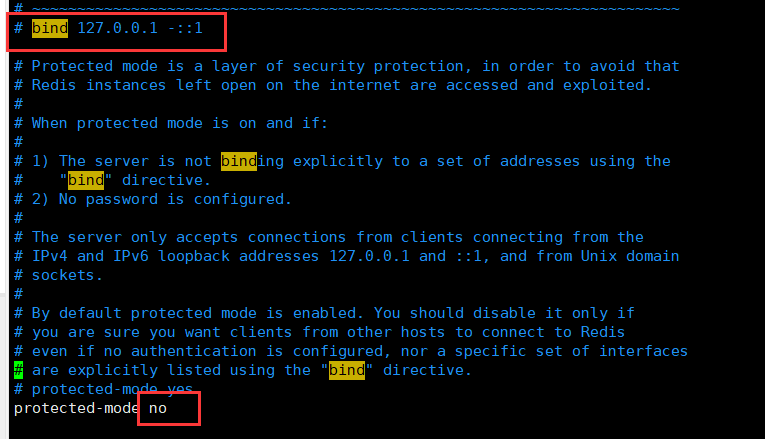 # ~~~~~~~~~~~~~~~~~~~~~~~~~~~~~~~~~~~~~~~~~~~~~~~~~~~~~~~~~~~~~~~~~~~~~~~~
# bind 127.0.0.1 -::1
# Protected mode is a layer of security protection, in order to avoid that
# Redis instances left open on the internet are accessed and exploited.
#
# When protected mode is on and if:
#
# 1) The server is not binding explicitly to a set of addresses using the
#    "bind" directive.
# 2) No password is configured.
#
# The server only accepts connections from clients connecting from the
# IPv4 and IPv6 loopback addresses 127.0.0.1 and ::1, and from Unix domain
# sockets.
#
# By default protected mode is enabled. You should disable it only if
# you are sure you want clients from other hosts to connect to Redis
# even if no authentication is configured, nor a specific set of interfaces
# are explicitly listed using the "bind" directive.
# protected-mode yes
protected-mode no